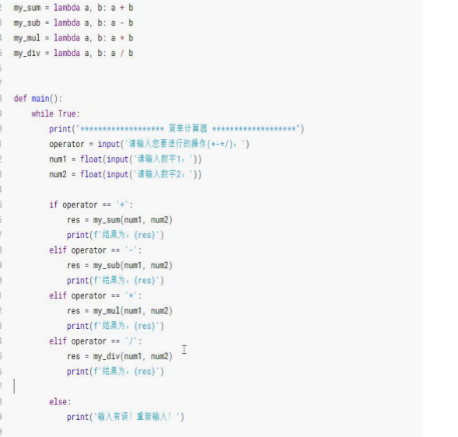 my_sum = lambda a, b: a + b
my_sub = lambda a, b: a - b
my_mul = lambda a, b: a * b
my_div = lambda a, b: a / b
def main():
while True:
print("******************* 简单计算器 *******************")
operator = input('请输入您要进行的操作(+-*/)：')
num1 = float(input('请输入数字1：'))
num2 = float(input('请输入数字2：'))
if operator == '+':
res = my_sum(num1, num2)
print(f'结果为：{res}')
elif operator == '-':
res = my_sub(num1, num2)
print(f'结果为：{res}')
elif operator == '*':
res = my_mul(num1, num2)
print(f'结果为：{res}')
elif operator == '/':
res = my_div(num1, num2)
print(f'结果为：{res}')
else:
print('输入有误！重新输入！')